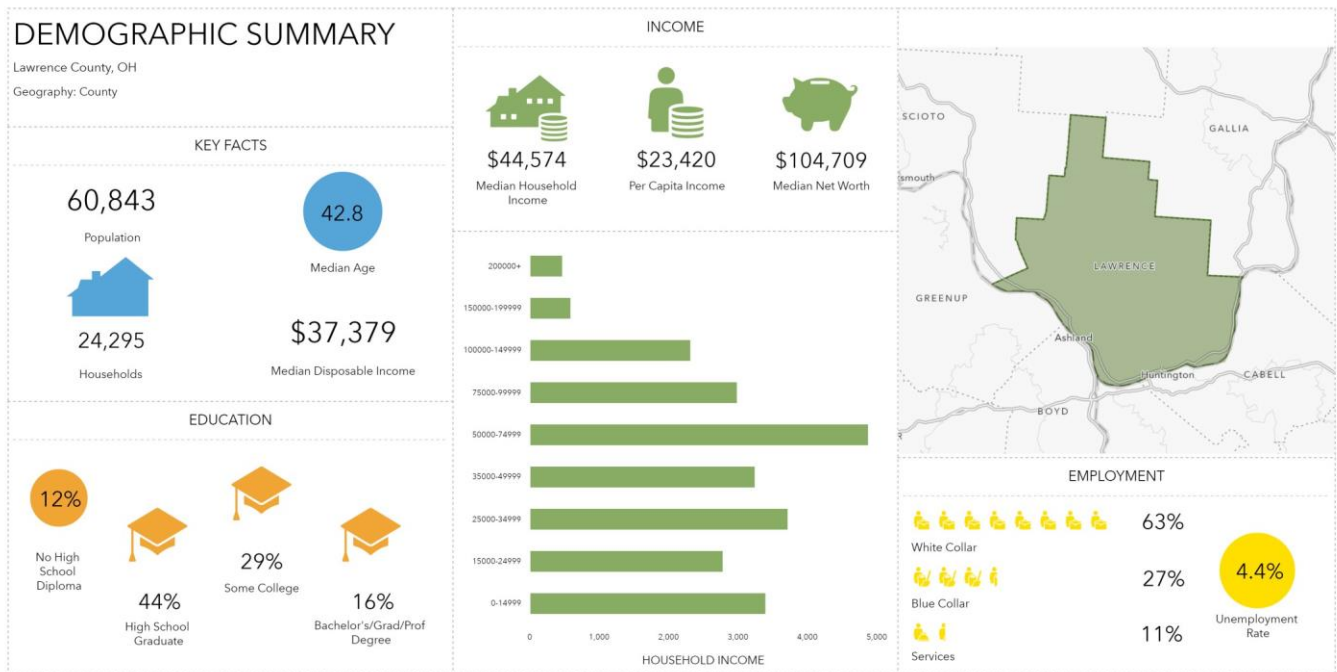 DEMOGRAPHIC SUMMARY
Lawrence County, OH
Geography: County
KEY FACTS
60,843
Population
42.8
Median Age
24,295
Households
$37,379
Median Disposable Income
EDUCATION
12%
No High
School
Diploma
44%
High School
Graduate
29%
Some College
16%
Bachelor's/Grad/Prof
Degree
INCOME
$44,574
Median Household
Income
$23,420
Per Capita Income
$104,709
Median Net Worth
200000+
150000-199999
100000-149999
75000-99999
50000-74999
35000-49999
25000-34999
15000-24999
0-14999
0 1,000 2,000 3,000 4,000 5,000
HOUSEHOLD INCOME
SCIOTO
GALLIA
smouth
LAWRENCE
GREENUP
Ashland
Huntington
CABELL
BOYD
R
EMPLOYMENT
63%
White Collar
27%
Blue Collar
11%
Services
4.4%
Unemployment
Rate